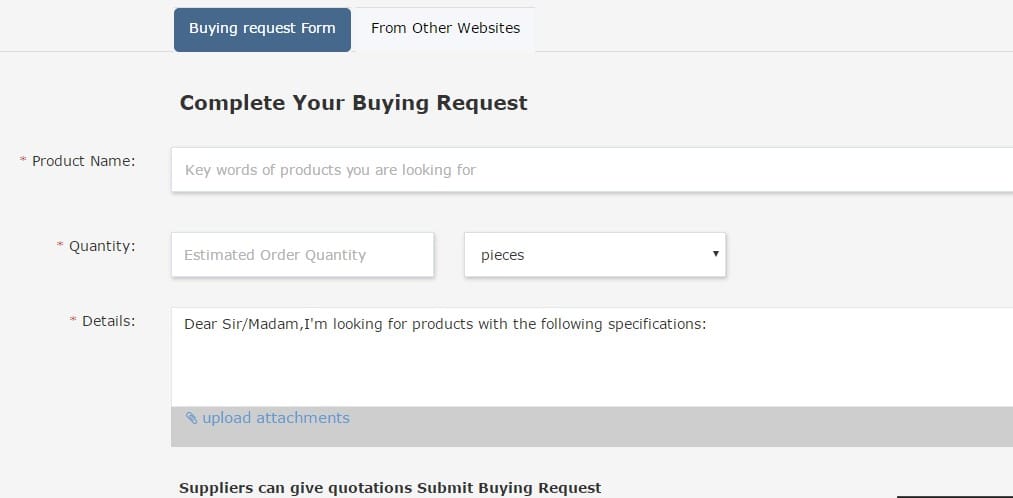 Buying request Form
From Other Websites
Complete Your Buying Request
* Product Name:
Key words of products you are looking for
* Quantity:
Estimated Order Quantity
pieces
* Details:
Dear Sir/Madam,I'm looking for products with the following specifications:
upload attachments
Suppliers can give quotations Submit Buying Request